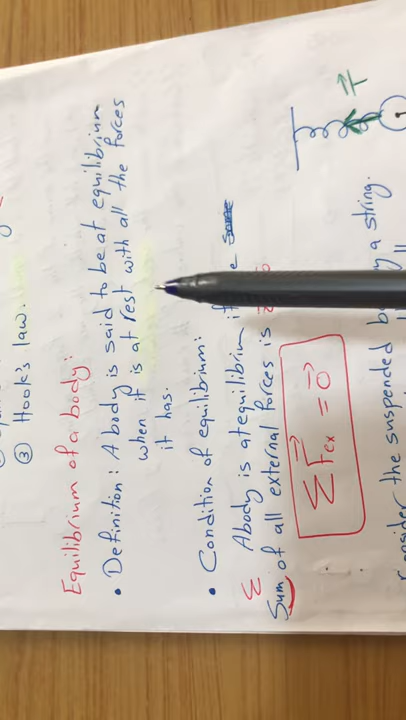 ③ Hook's law.
Equilibrium of a body:
• Definition: A body is said to be at equilibrium
when it is at rest with all the forces
it has.
• Condition of equilibrium:
Σ A body is at equilibrium
Sum of all external forces is
ΣF⃗ex = 0⃗
T⃗
the suspended
a string.